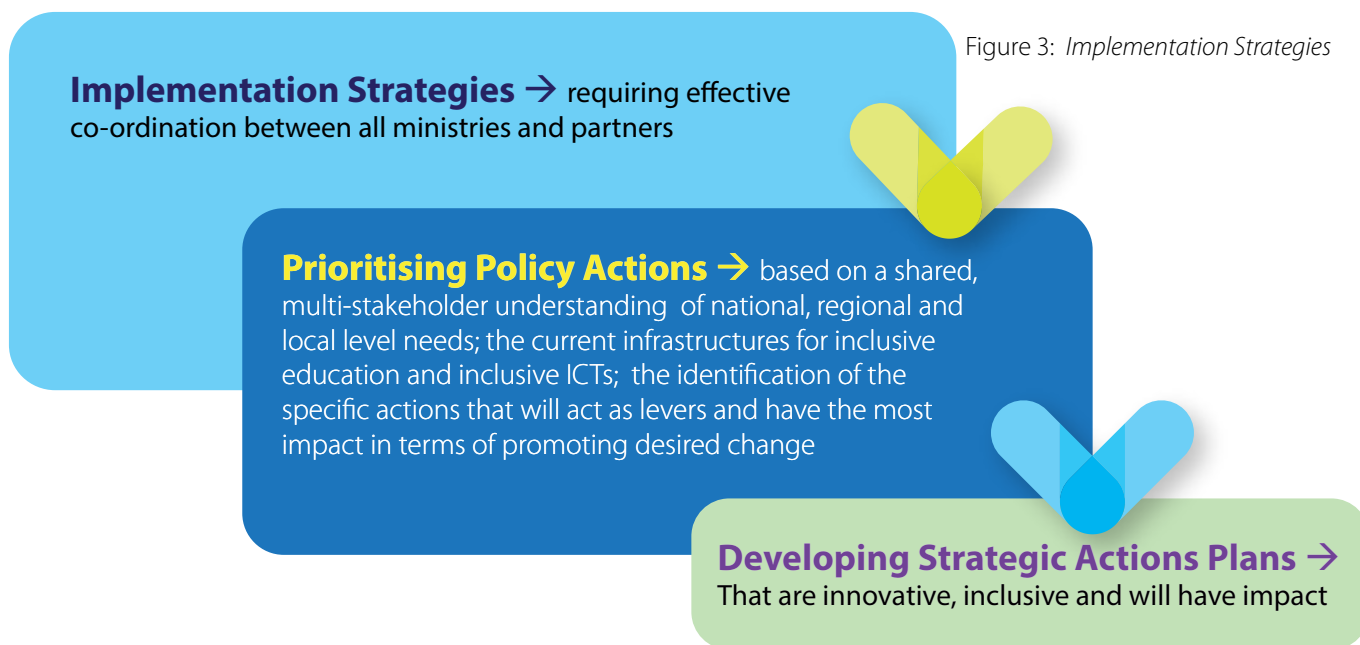 Figure 3: Implementation Strategies
Implementation Strategies → requiring effective
co-ordination between all ministries and partners
Prioritising Policy Actions → based on a shared,
multi-stakeholder understanding of national, regional and
local level needs; the current infrastructures for inclusive
education and inclusive ICTs; the identification of the
specific actions that will act as levers and have the most
impact in terms of promoting desired change
Developing Strategic Actions Plans →
That are innovative, inclusive and will have impact